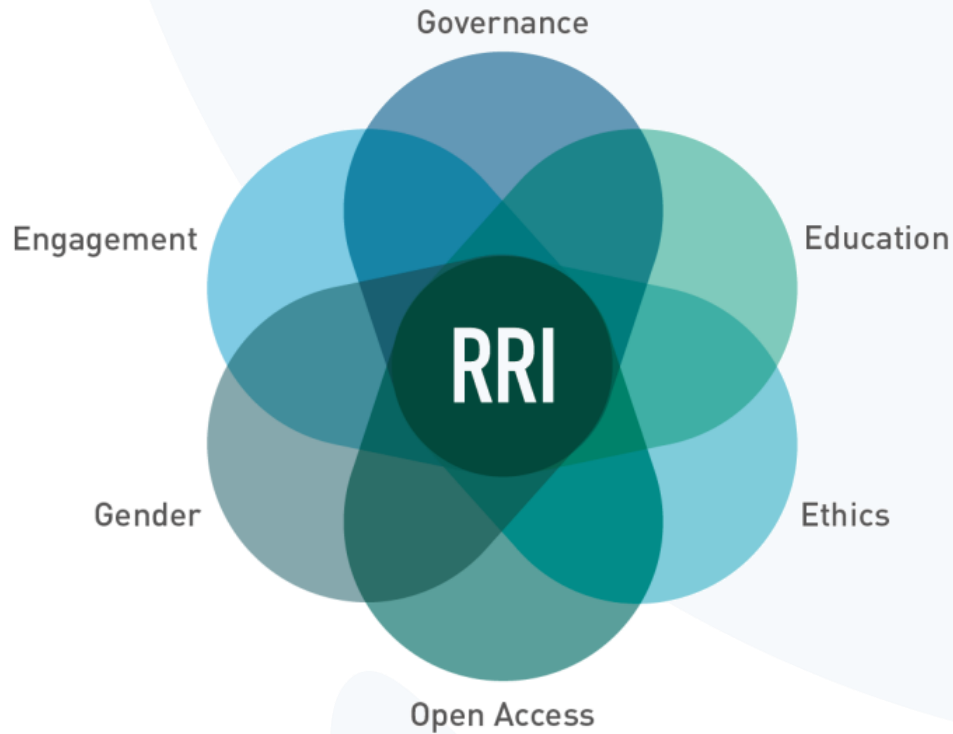 Governance
Engagement
Education
RRI
Gender
Ethics
Open Access